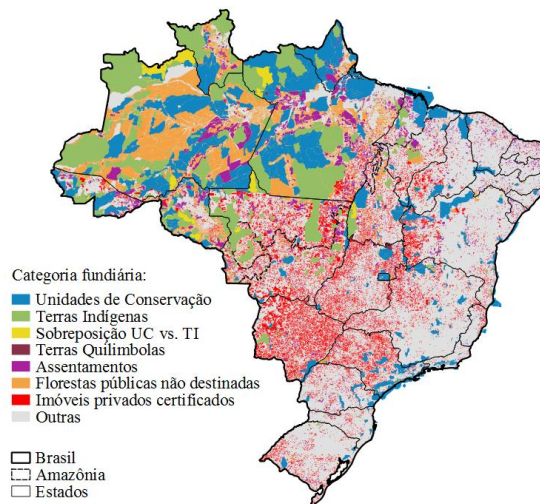 Categoria fundiária:
Unidades de Conservação
Terras Indígenas
Sobreposição UC vs. TI
Terras Quilimbolas
Assentamentos
Florestas públicas não destinadas
Imóveis privados certificados
Outras
Brasil
Amazônia
Estados